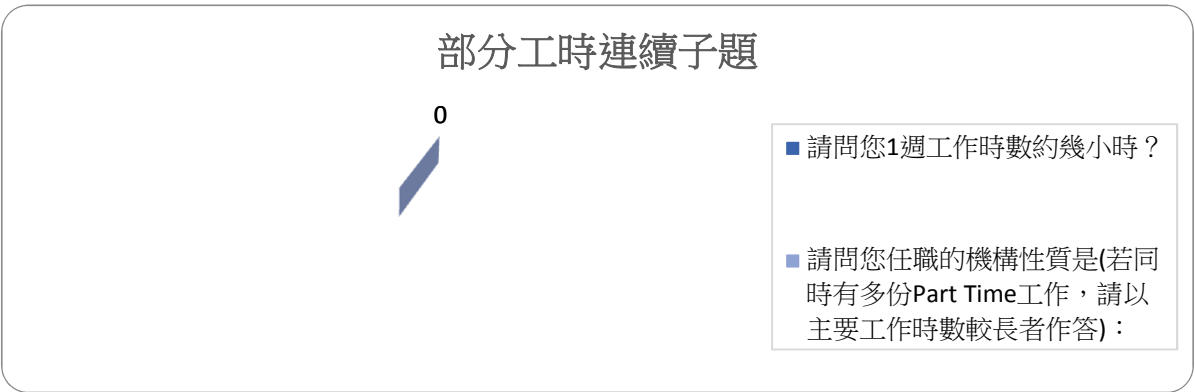 部分工時連續子題
0
請問您1週工作時數約幾小時？
請問您任職的機構性質是(若同
時有多份Part Time工作，請以
主要工作時數較長者作答)：